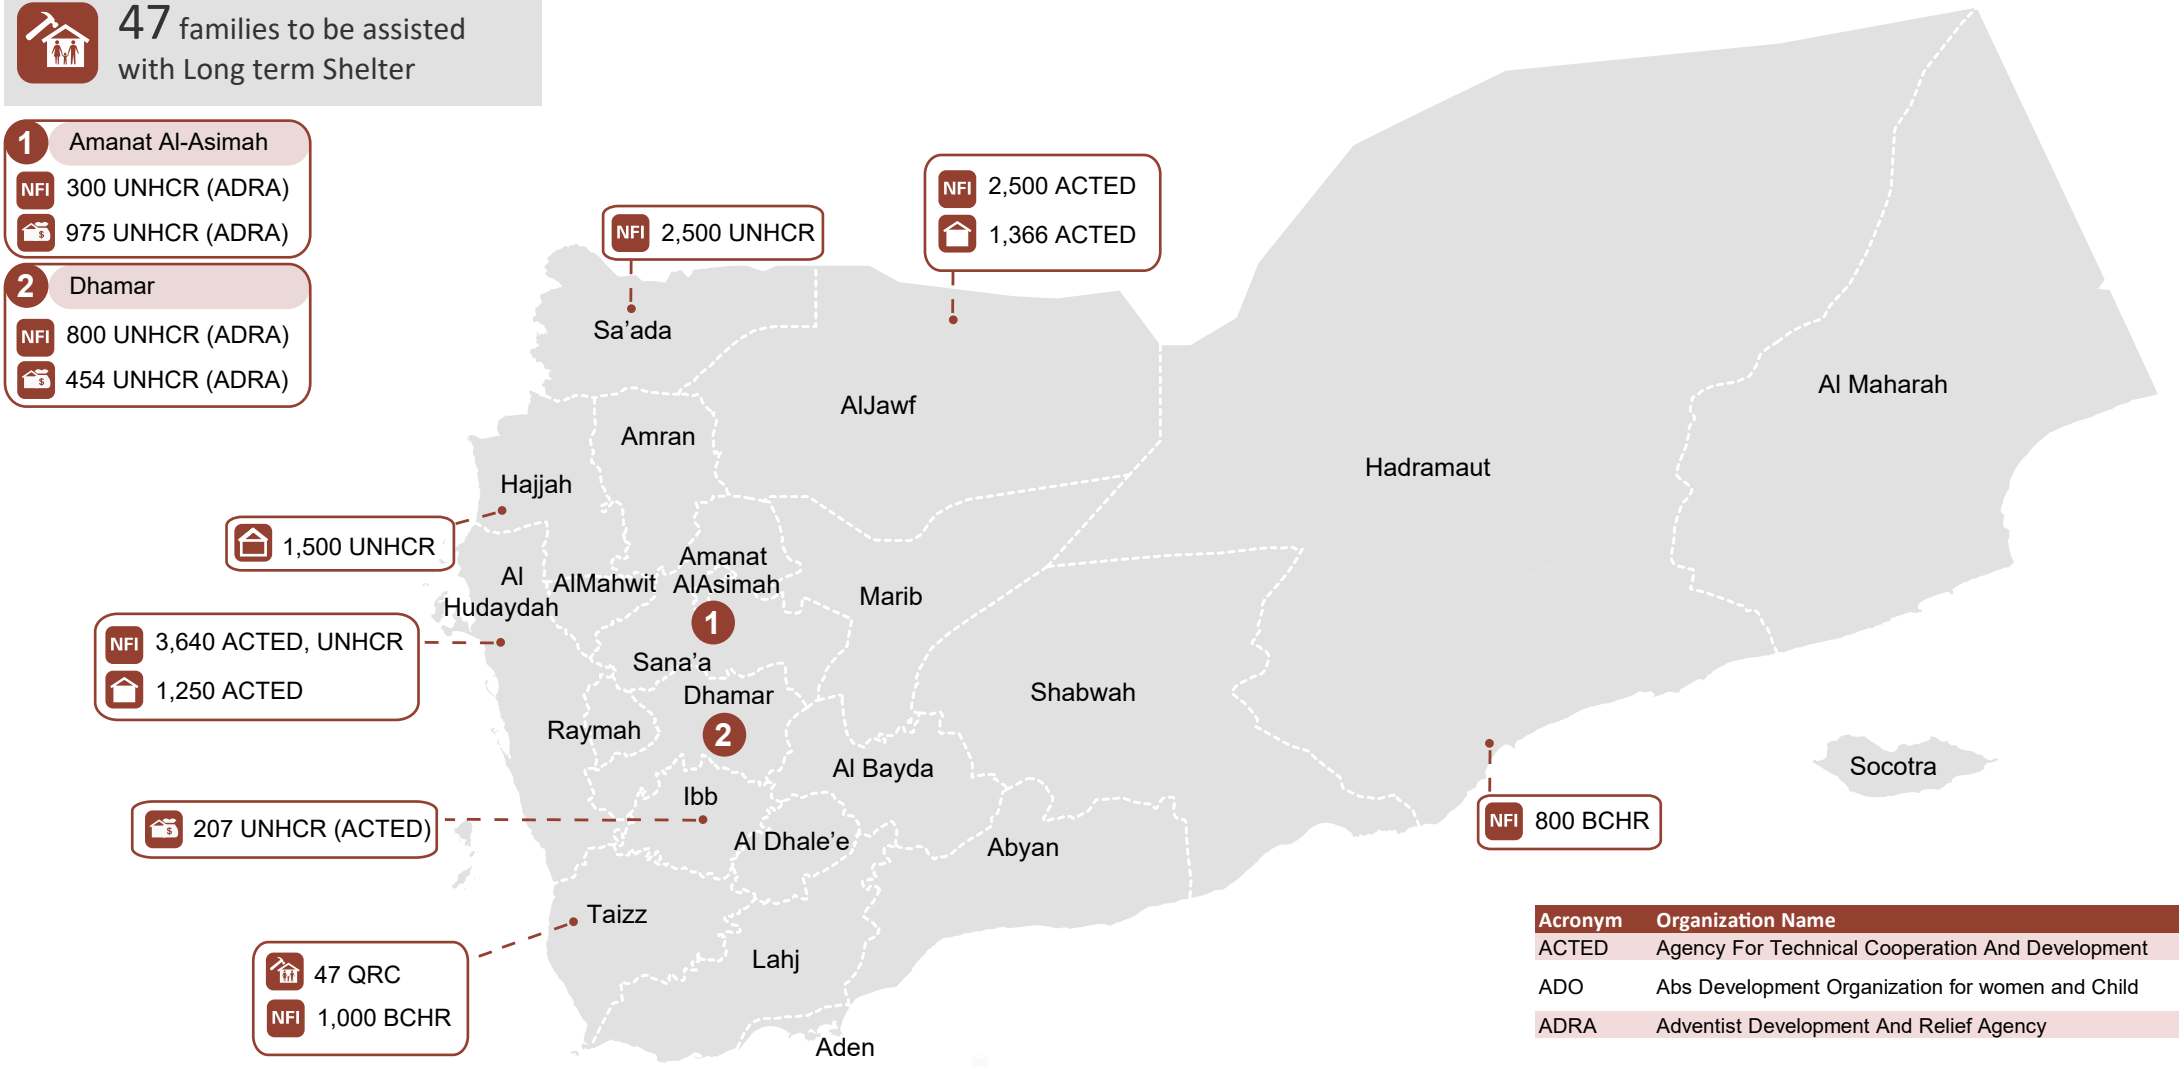 47 families to be assisted
with Long term Shelter
1 Amanat Al-Asimah
NFI 300 UNHCR (ADRA)
$ 975 UNHCR (ADRA)
2 Dhamar
NFI 800 UNHCR (ADRA)
$ 454 UNHCR (ADRA)
NFI 2,500 UNHCR
NFI 2,500 ACTED
1,366 ACTED
Sa’ada
AlJawf
Al Maharah
Amran
Hadramaut
Hajjah
1,500 UNHCR
Amanat
AlAsimah
1
Al
Hudaydah
AlMahwit
Marib
NFI 3,640 ACTED, UNHCR
1,250 ACTED
Sana’a
Dhamar
2
Shabwah
Raymah
Al Bayda
Socotra
Ibb
$ 207 UNHCR (ACTED)
Al Dhale’e
Abyan
NFI 800 BCHR
Taizz
Lahj
47 QRC
NFI 1,000 BCHR
Aden
Acronym Organization Name
ACTED Agency For Technical Cooperation And Development
ADO Abs Development Organization for women and Child
ADRA Adventist Development And Relief Agency